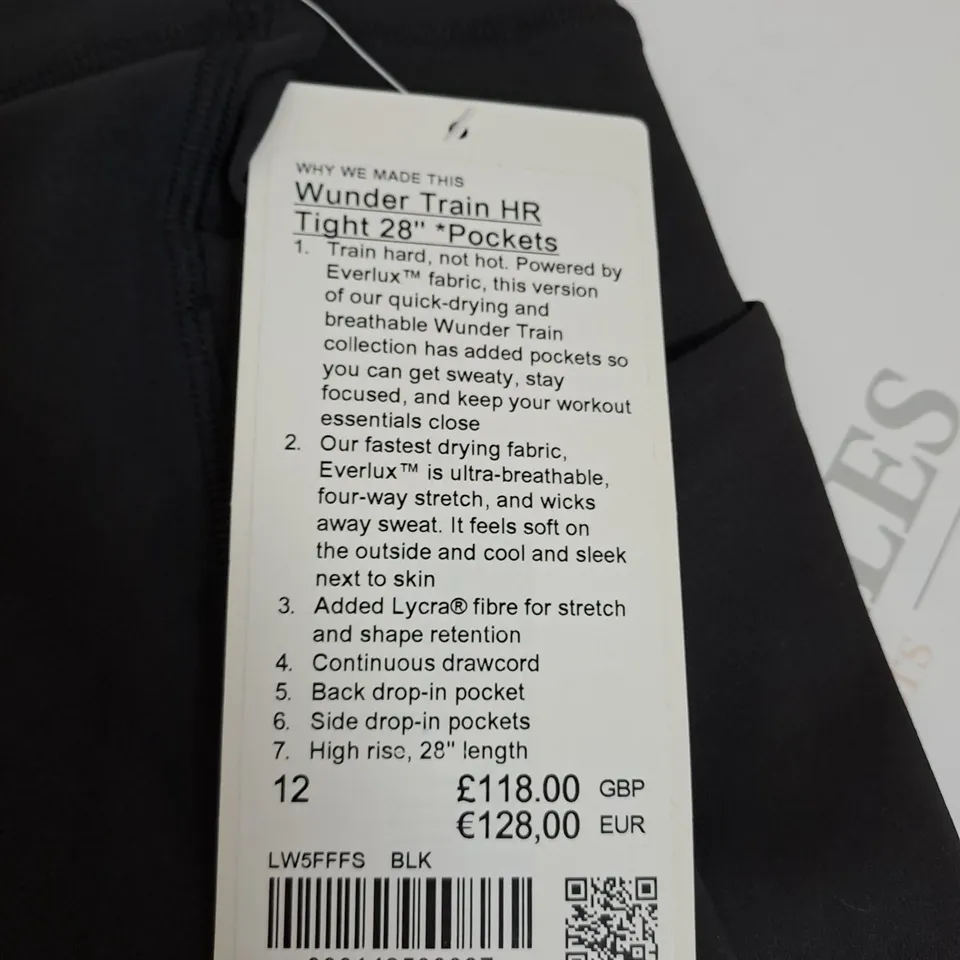 WHY WE MADE THIS
Wunder Train HR
Tight 28" *Pockets
1. Train hard, not hot. Powered by
Everlux™ fabric, this version
of our quick-drying and
breathable Wunder Train
collection has added pockets so
you can get sweaty, stay
focused, and keep your workout
essentials close
2. Our fastest drying fabric,
Everlux™ is ultra-breathable,
four-way stretch, and wicks
away sweat. It feels soft on
the outside and cool and sleek
next to skin
3. Added Lycra® fibre for stretch
and shape retention
4. Continuous drawcord
5. Back drop-in pocket
6. Side drop-in pockets
7. High rise, 28" length
12 £118.00 GBP
€128,00 EUR
LW5FFFS BLK